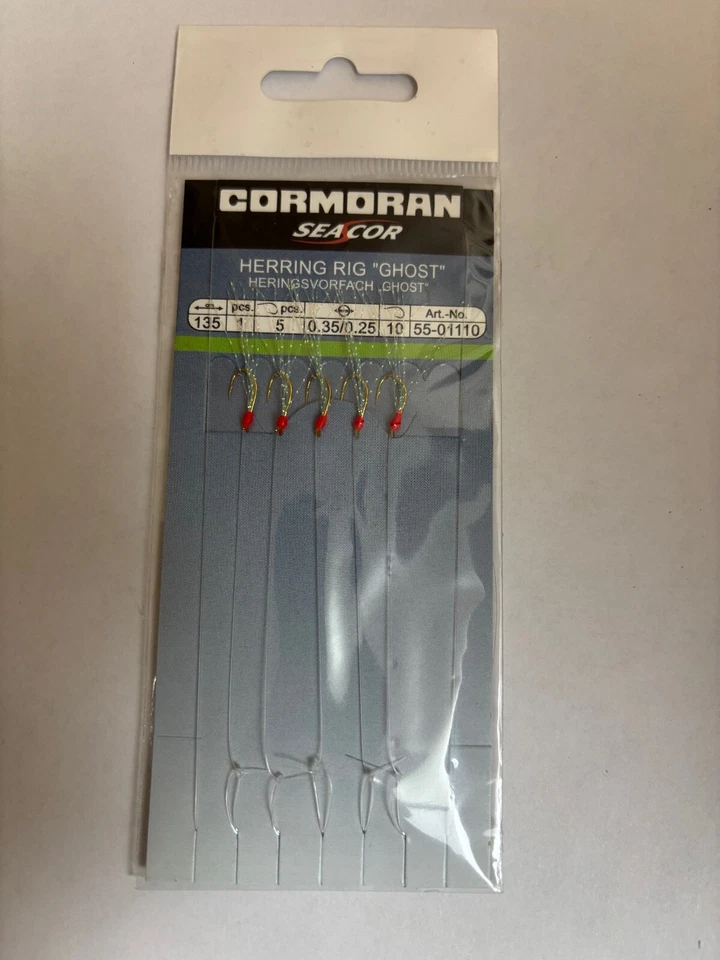 CORMORAN
SEACOR
HERRING RIG "GHOST"
HERINGSVORFACH „GHOST“
cm pcs. pcs. Art.-No.
135 1 5 0.35/0.25 10 55-01110